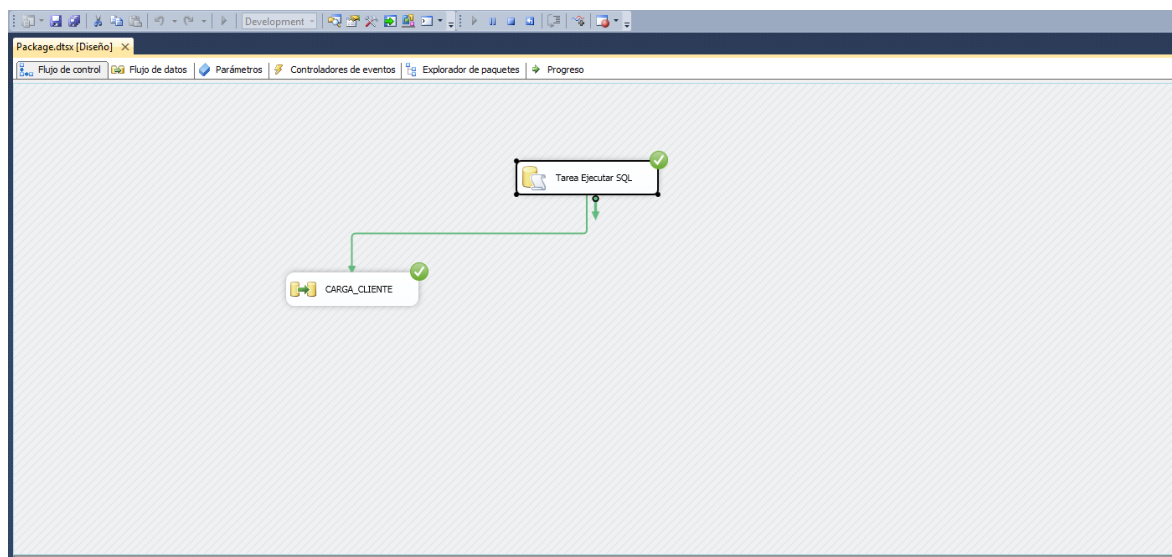 Development
Package.dtsx [Diseño]
Flujo de control Flujo de datos Parámetros Controladores de eventos Explorador de paquetes Progreso
Tarea Ejecutar SQL
CARGA_CLIENTE